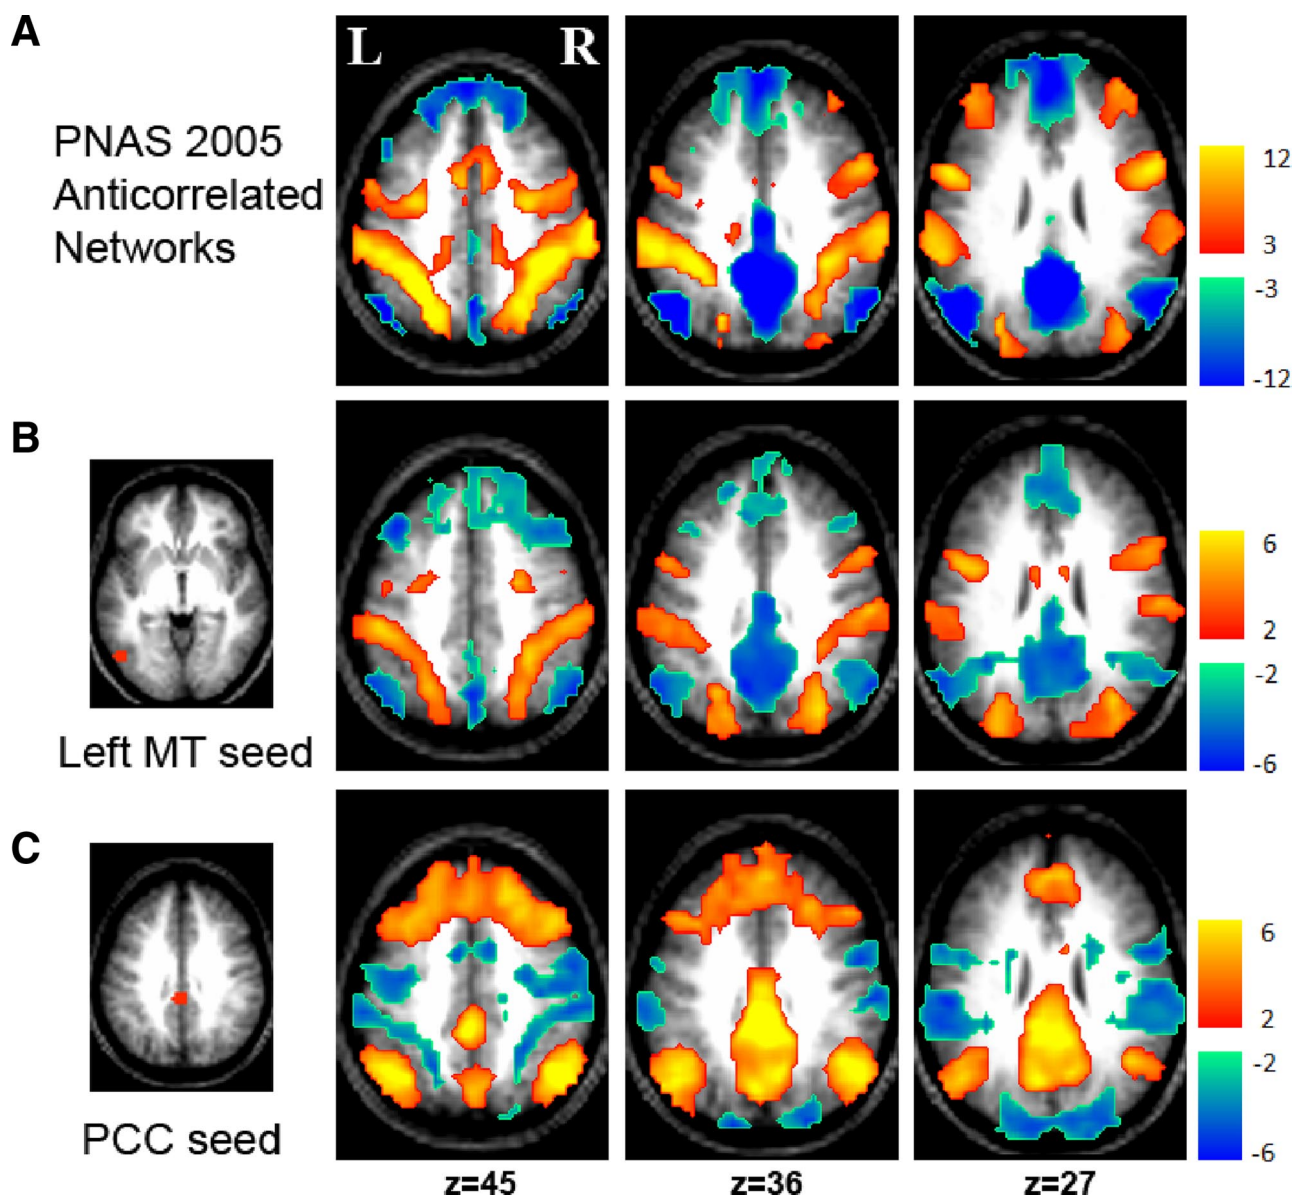 A
L R
PNAS 2005
Anticorrelated
Networks
12
3
-3
-12
B
Left MT seed
6
2
-2
-6
C
PCC seed
6
2
-2
-6
z=45 z=36 z=27